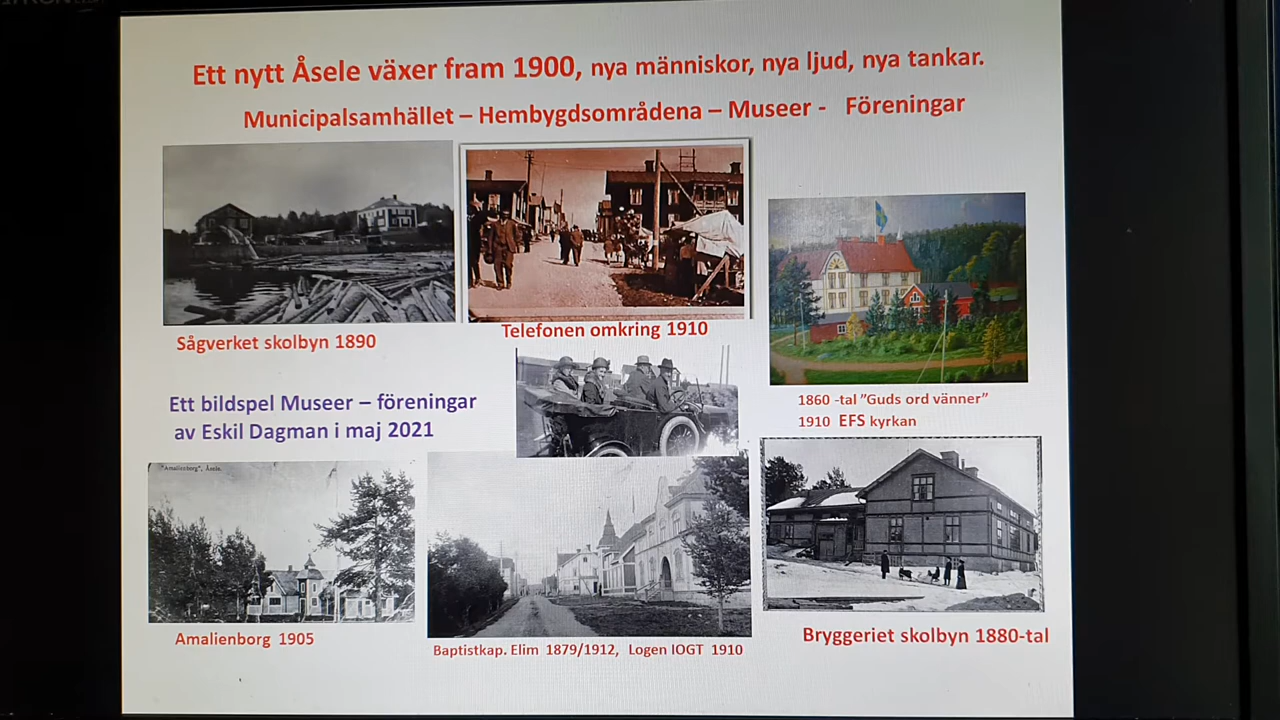 Ett nytt Åsele växer fram 1900, nya människor, nya ljud, nya tankar.
Municipalsamhället – Hembygdsområdena – Museer - Föreningar
Sågverket skolbyn 1890
Telefonen omkring 1910
1860 -tal ”Guds ord vänner”
1910 EFS kyrkan
Ett bildspel Museer – föreningar
av Eskil Dagman i maj 2021
"Amalienborg", Åsele.
Amalienborg 1905
Baptistkap. Elim 1879/1912, Logen IOGT 1910
Bryggeriet skolbyn 1880-tal